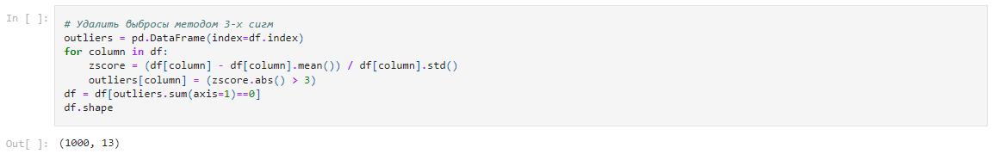 In [ ]:
# Удалить выбросы методом 3-х сигм
outliers = pd.DataFrame(index=df.index)
for column in df:
    zscore = (df[column] - df[column].mean()) / df[column].std()
    outliers[column] = (zscore.abs() > 3)
df = df[outliers.sum(axis=1)==0]
df.shape
Out[ ]: (1000, 13)